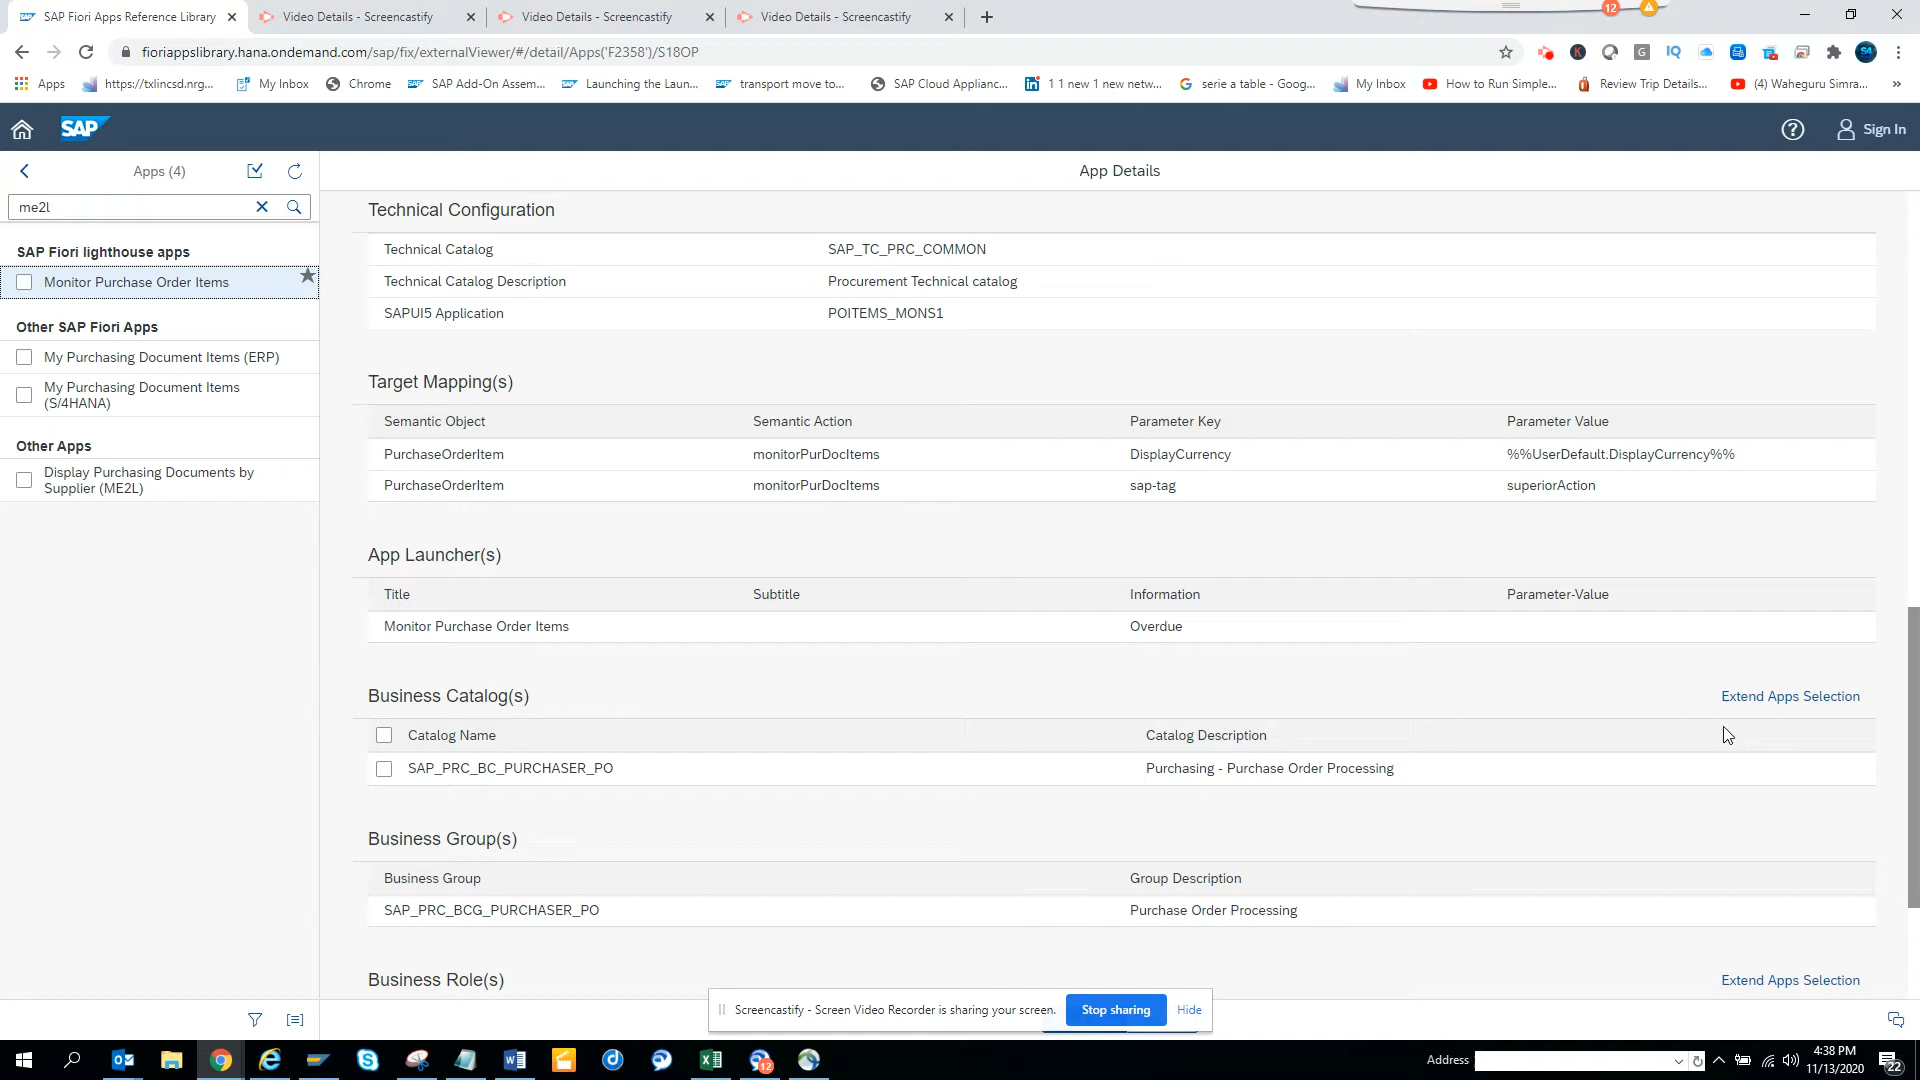 SAP Fiori Apps Reference Library
Video Details - Screencastify
Video Details - Screencastify
Video Details - Screencastify
12
fioriappslibrary.hana.ondemand.com/sap/fix/externalViewer/#/detail/Apps('F2358')/S18OP
Apps
https://txlincsd.nrg...
My Inbox
Chrome
SAP Add-On Assem...
Launching the Laun...
transport move to...
SAP Cloud Applianc...
1 1 new 1 new netw...
serie a table - Goog...
My Inbox
How to Run Simple...
Review Trip Details...
(4) Waheguru Simra...
»
SAP
Sign In
Apps (4)
App Details
me2l
SAP Fiori lighthouse apps
Monitor Purchase Order Items
Other SAP Fiori Apps
My Purchasing Document Items (ERP)
My Purchasing Document Items
(S/4HANA)
Other Apps
Display Purchasing Documents by
Supplier (ME2L)
Technical Configuration
Technical Catalog SAP_TC_PRC_COMMON
Technical Catalog Description Procurement Technical catalog
SAPUI5 Application POITEMS_MONS1
Target Mapping(s)
Semantic Object Semantic Action Parameter Key Parameter Value
PurchaseOrderItem monitorPurDocItems DisplayCurrency %%UserDefault.DisplayCurrency%%
PurchaseOrderItem monitorPurDocItems sap-tag superiorAction
App Launcher(s)
Title Subtitle Information Parameter-Value
Monitor Purchase Order Items Overdue
Business Catalog(s) Extend Apps Selection
Catalog Name Catalog Description
SAP_PRC_BC_PURCHASER_PO Purchasing - Purchase Order Processing
Business Group(s)
Business Group Group Description
SAP_PRC_BCG_PURCHASER_PO Purchase Order Processing
Business Role(s) Extend Apps Selection
Screencastify - Screen Video Recorder is sharing your screen. Stop sharing Hide
12
Address
4:38 PM
11/13/2020
22